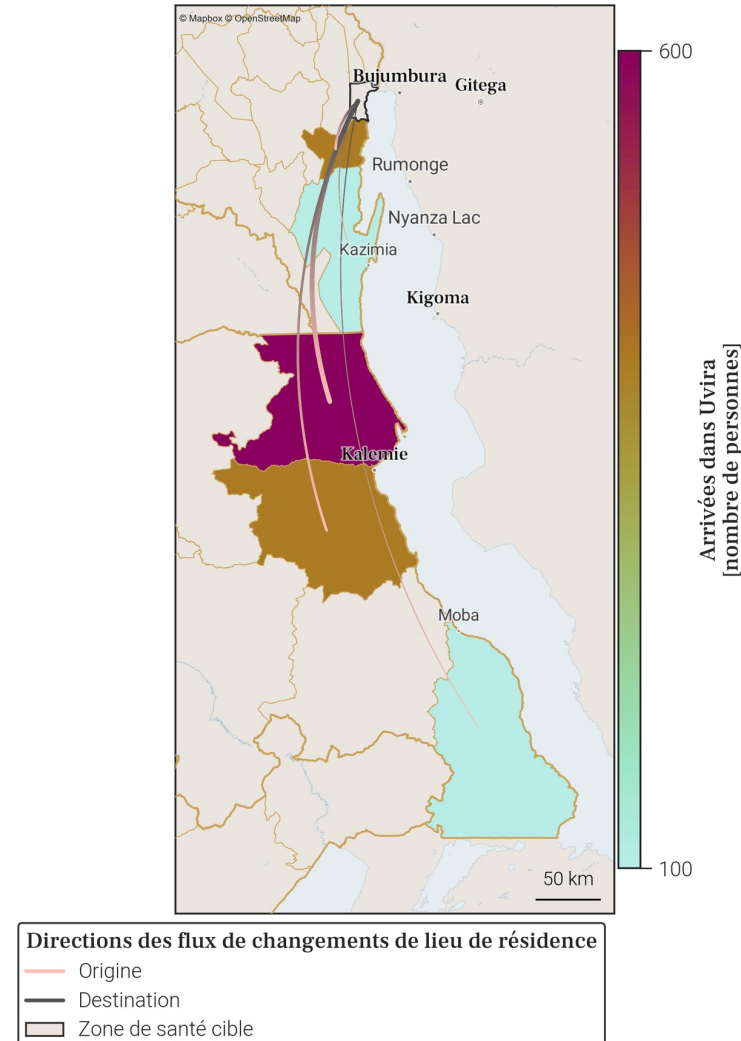 © Mapbox © OpenStreetMap
Bujumbura
Gitega
Rumonge
Nyanza Lac
Kazimia
Kigoma
Kalemie
Moba
50 km
600
100
Arrivées dans Uvira
[nombre de personnes]
Directions des flux de changements de lieu de résidence
Origine
Destination
Zone de santé cible